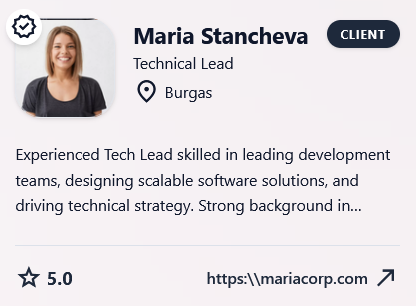 Maria Stancheva
CLIENT
Technical Lead
Burgas
Experienced Tech Lead skilled in leading development
teams, designing scalable software solutions, and
driving technical strategy. Strong background in...
5.0
https:\\mariacorp.com